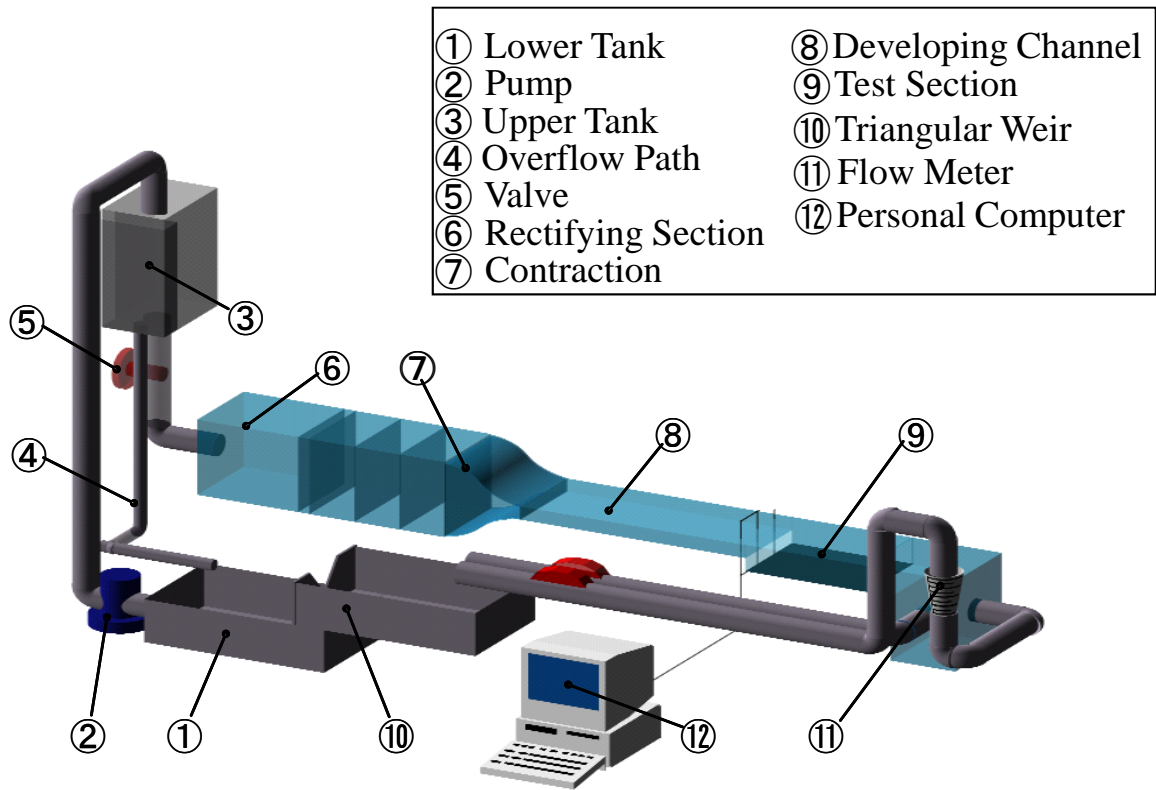 ① Lower Tank
② Pump
③ Upper Tank
④ Overflow Path
⑤ Valve
⑥ Rectifying Section
⑦ Contraction
⑧ Developing Channel
⑨ Test Section
⑩ Triangular Weir
⑪ Flow Meter
⑫ Personal Computer
③
⑤
⑥
⑦
⑧
⑨
④
②
①
⑩
⑫
⑪